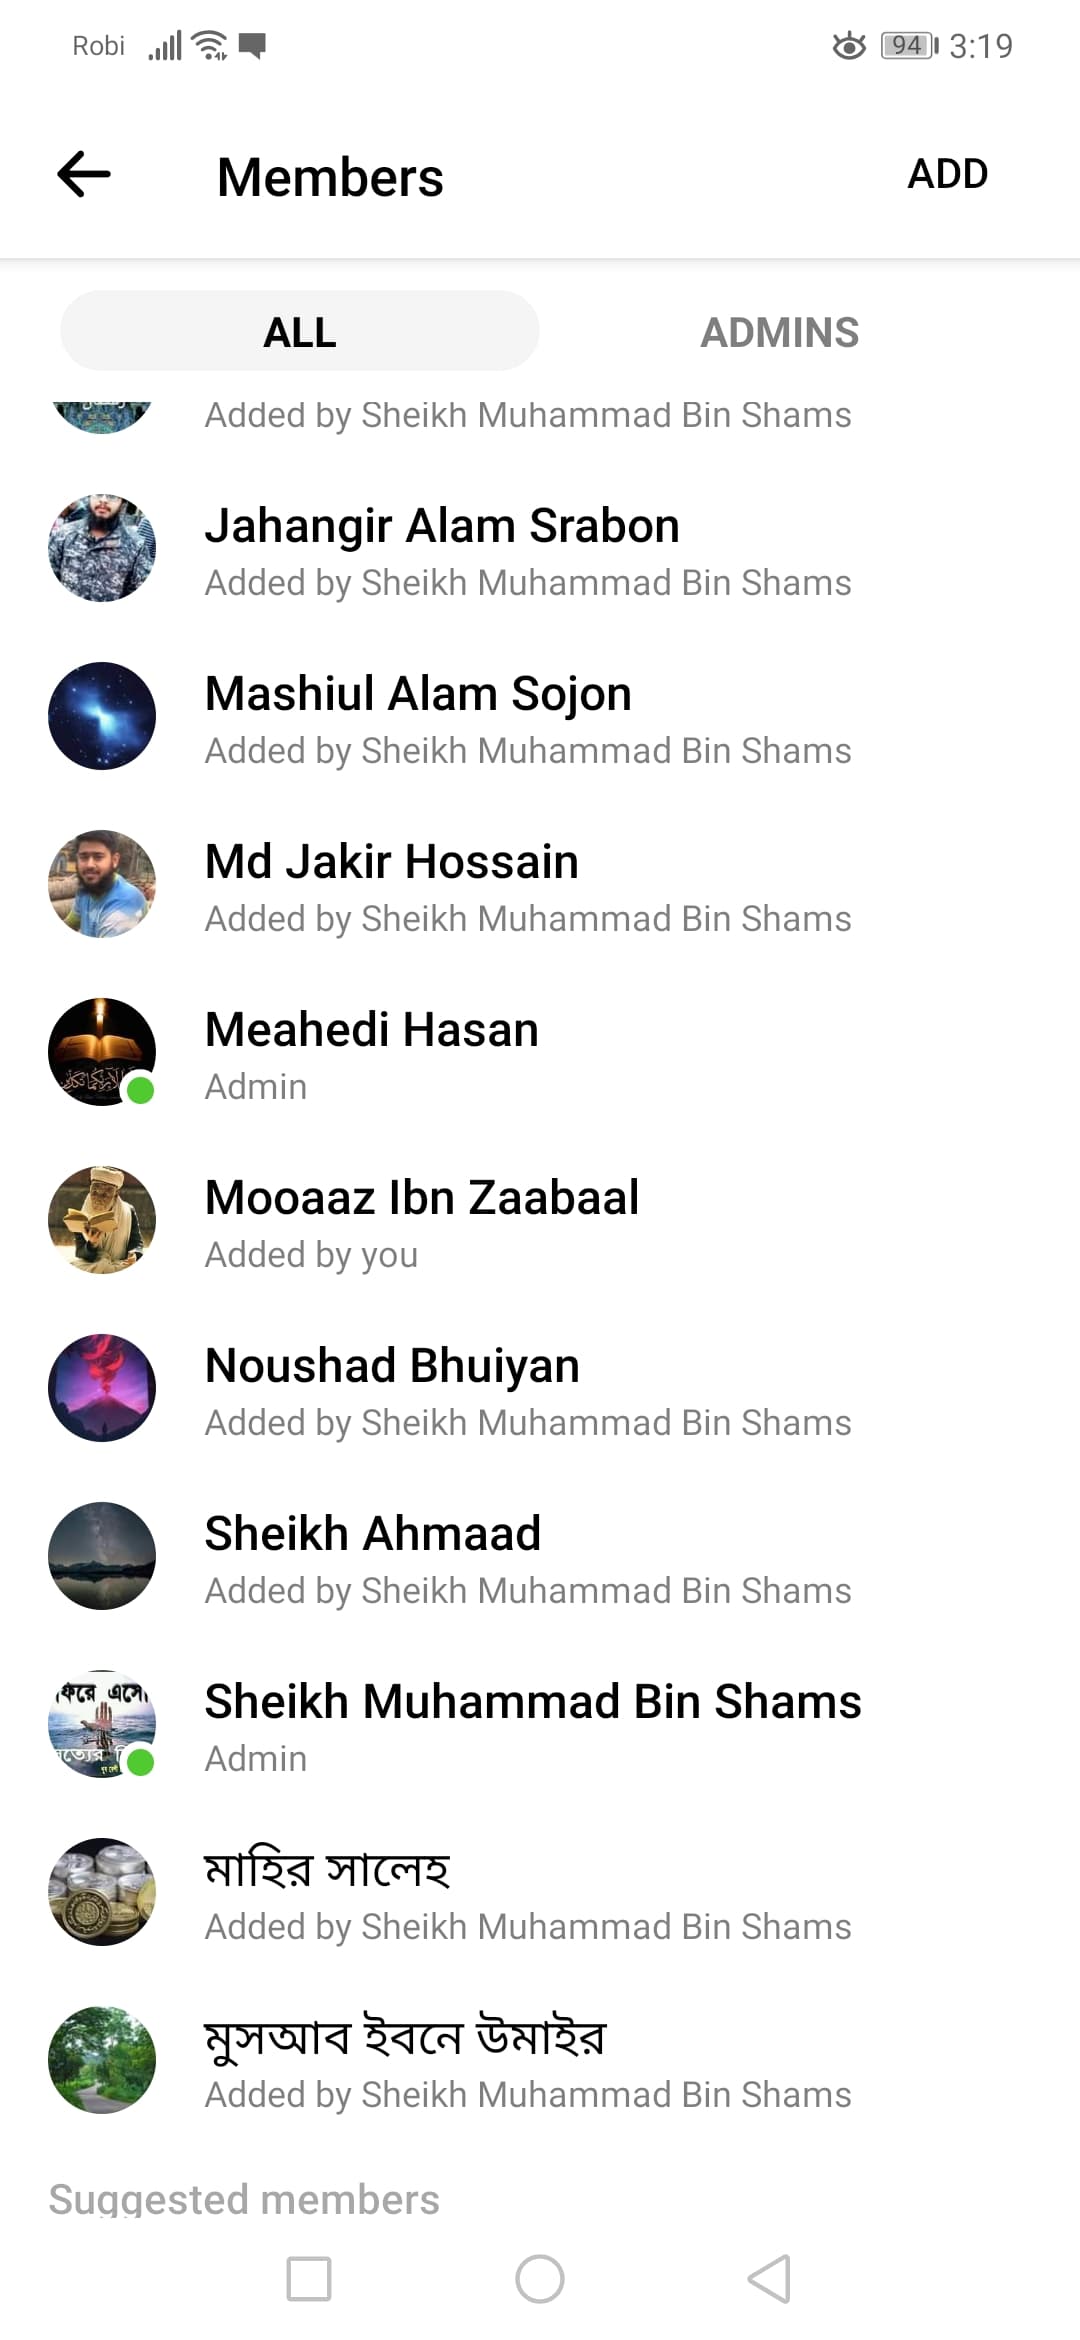 Robi 94 3:19
Members ADD
ALL ADMINS
Added by Sheikh Muhammad Bin Shams
Jahangir Alam Srabon
Added by Sheikh Muhammad Bin Shams
Mashiul Alam Sojon
Added by Sheikh Muhammad Bin Shams
Md Jakir Hossain
Added by Sheikh Muhammad Bin Shams
Meahedi Hasan
Admin
Mooaaz Ibn Zaabaal
Added by you
Noushad Bhuiyan
Added by Sheikh Muhammad Bin Shams
Sheikh Ahmaad
Added by Sheikh Muhammad Bin Shams
Sheikh Muhammad Bin Shams
Admin
মাহির সালেহ
Added by Sheikh Muhammad Bin Shams
মুসআব ইবনে উমাইর
Added by Sheikh Muhammad Bin Shams
Suggested members